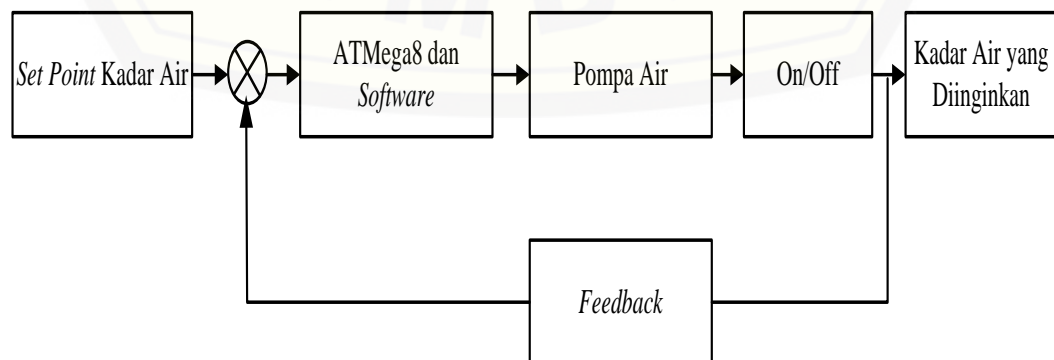 Set Point Kadar Air
ATMega8 dan
Software
Pompa Air
On/Off
Kadar Air yang
Diinginkan
Feedback